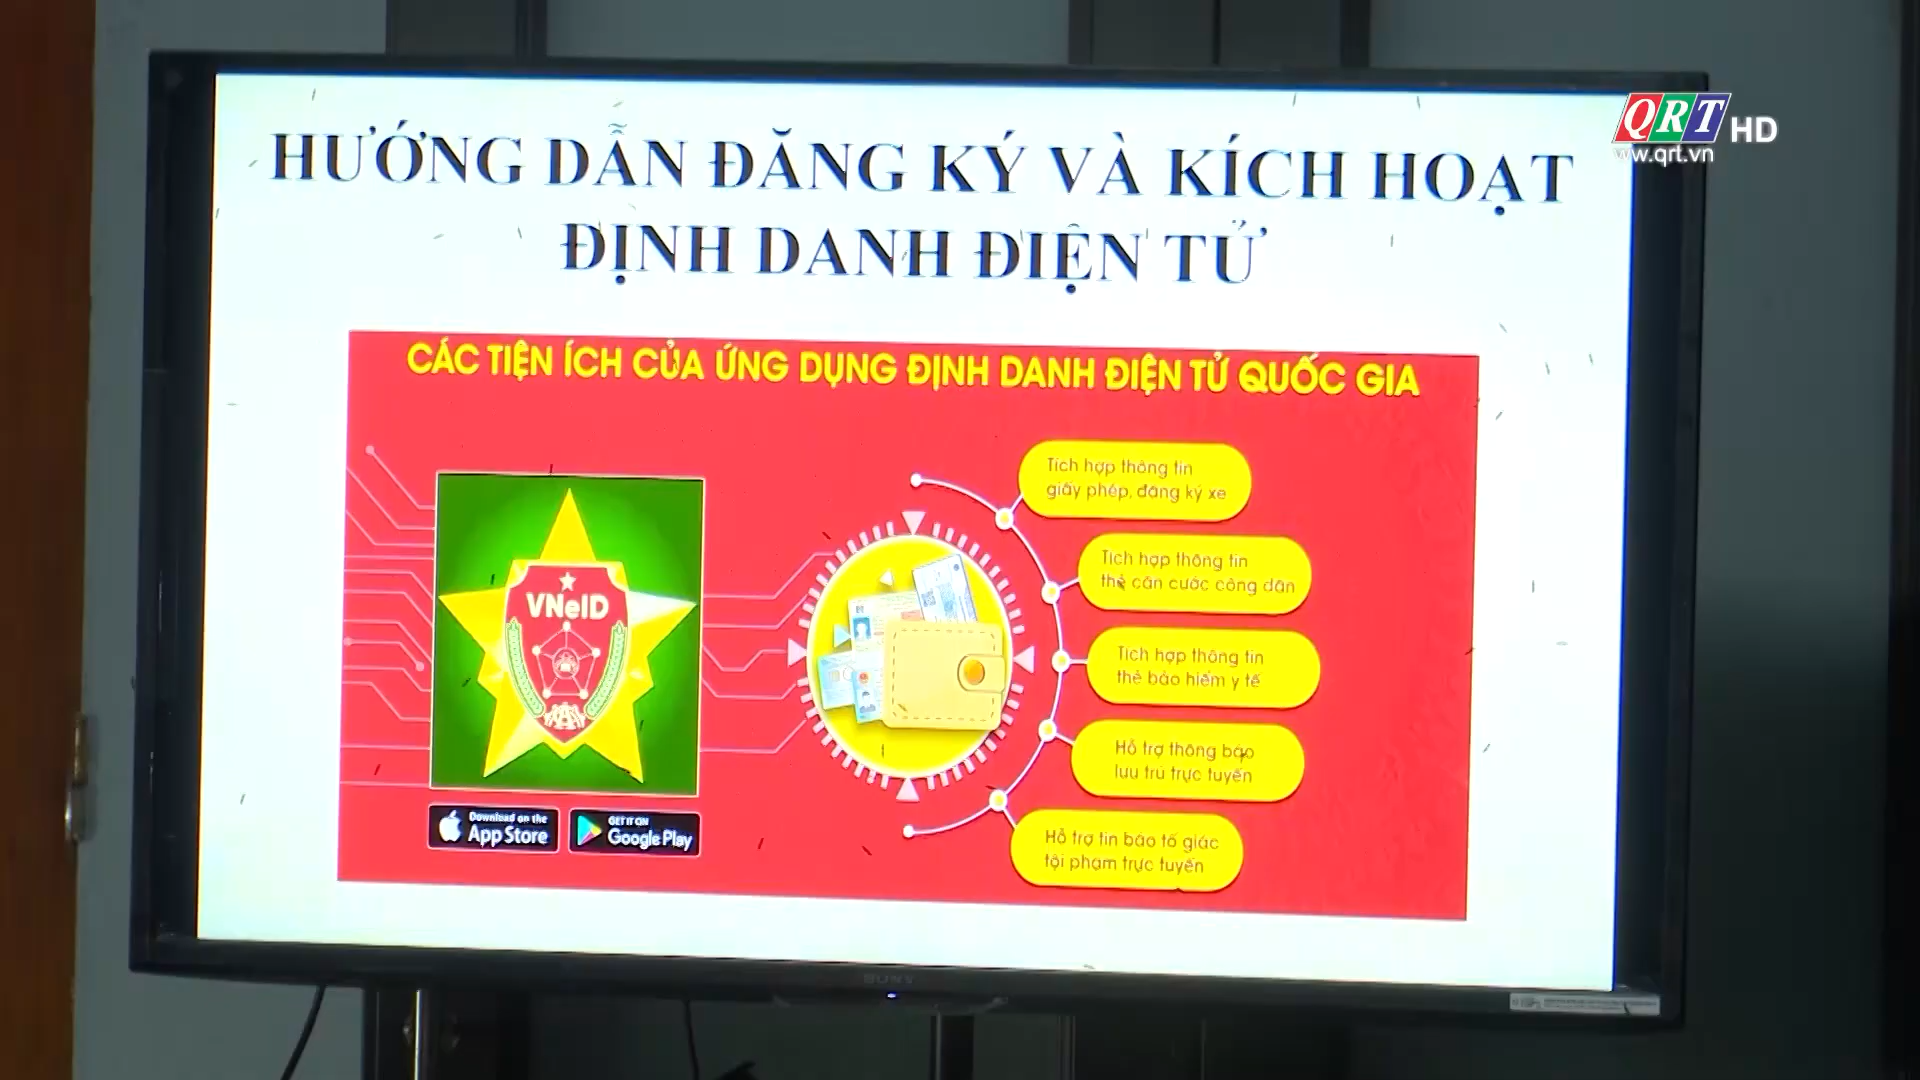 QRT HD
ww.qrt.vn
HƯỚNG DẪN ĐĂNG KÝ VÀ KÍCH HOẠT
ĐỊNH DANH ĐIỆN TỬ
CÁC TIỆN ÍCH CỦA ỨNG DỤNG ĐỊNH DANH ĐIỆN TỬ QUỐC GIA
VNeID
Download on the
App Store
GET IT ON
Google Play
Tích hợp thông tin
giấy phép, đăng ký xe
Tích hợp thông tin
thẻ căn cước công dân
Tích hợp thông tin
thẻ bảo hiểm y tế
Hỗ trợ thông báo
lưu trú trực tuyến
Hỗ trợ tin báo tố giác
tội phạm trực tuyến
SONY